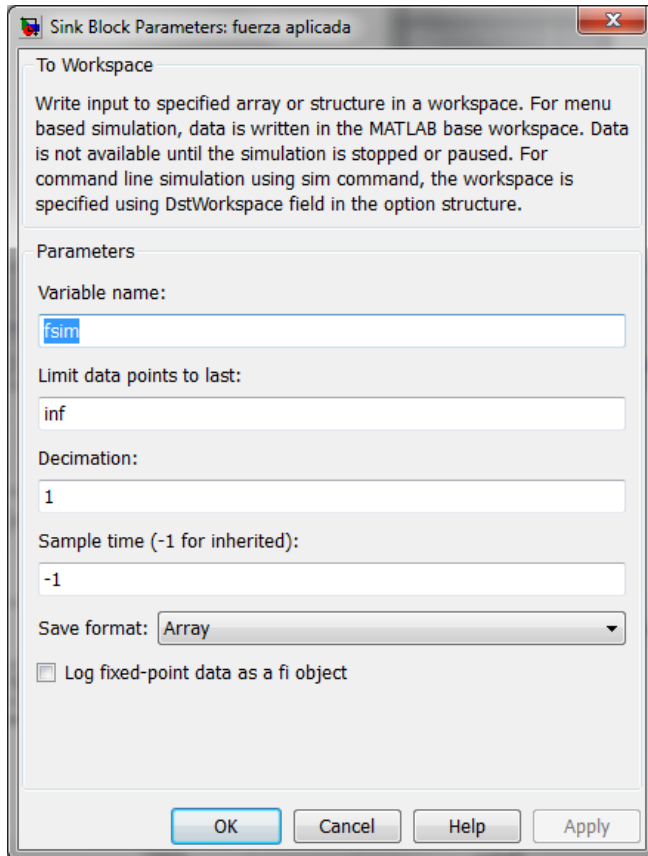 Sink Block Parameters: fuerza aplicada
To Workspace
Write input to specified array or structure in a workspace. For menu
based simulation, data is written in the MATLAB base workspace. Data
is not available until the simulation is stopped or paused. For
command line simulation using sim command, the workspace is
specified using DstWorkspace field in the option structure.
Parameters
Variable name:
fsim
Limit data points to last:
inf
Decimation:
1
Sample time (-1 for inherited):
-1
Save format: Array
Log fixed-point data as a fi object
OK Cancel Help Apply